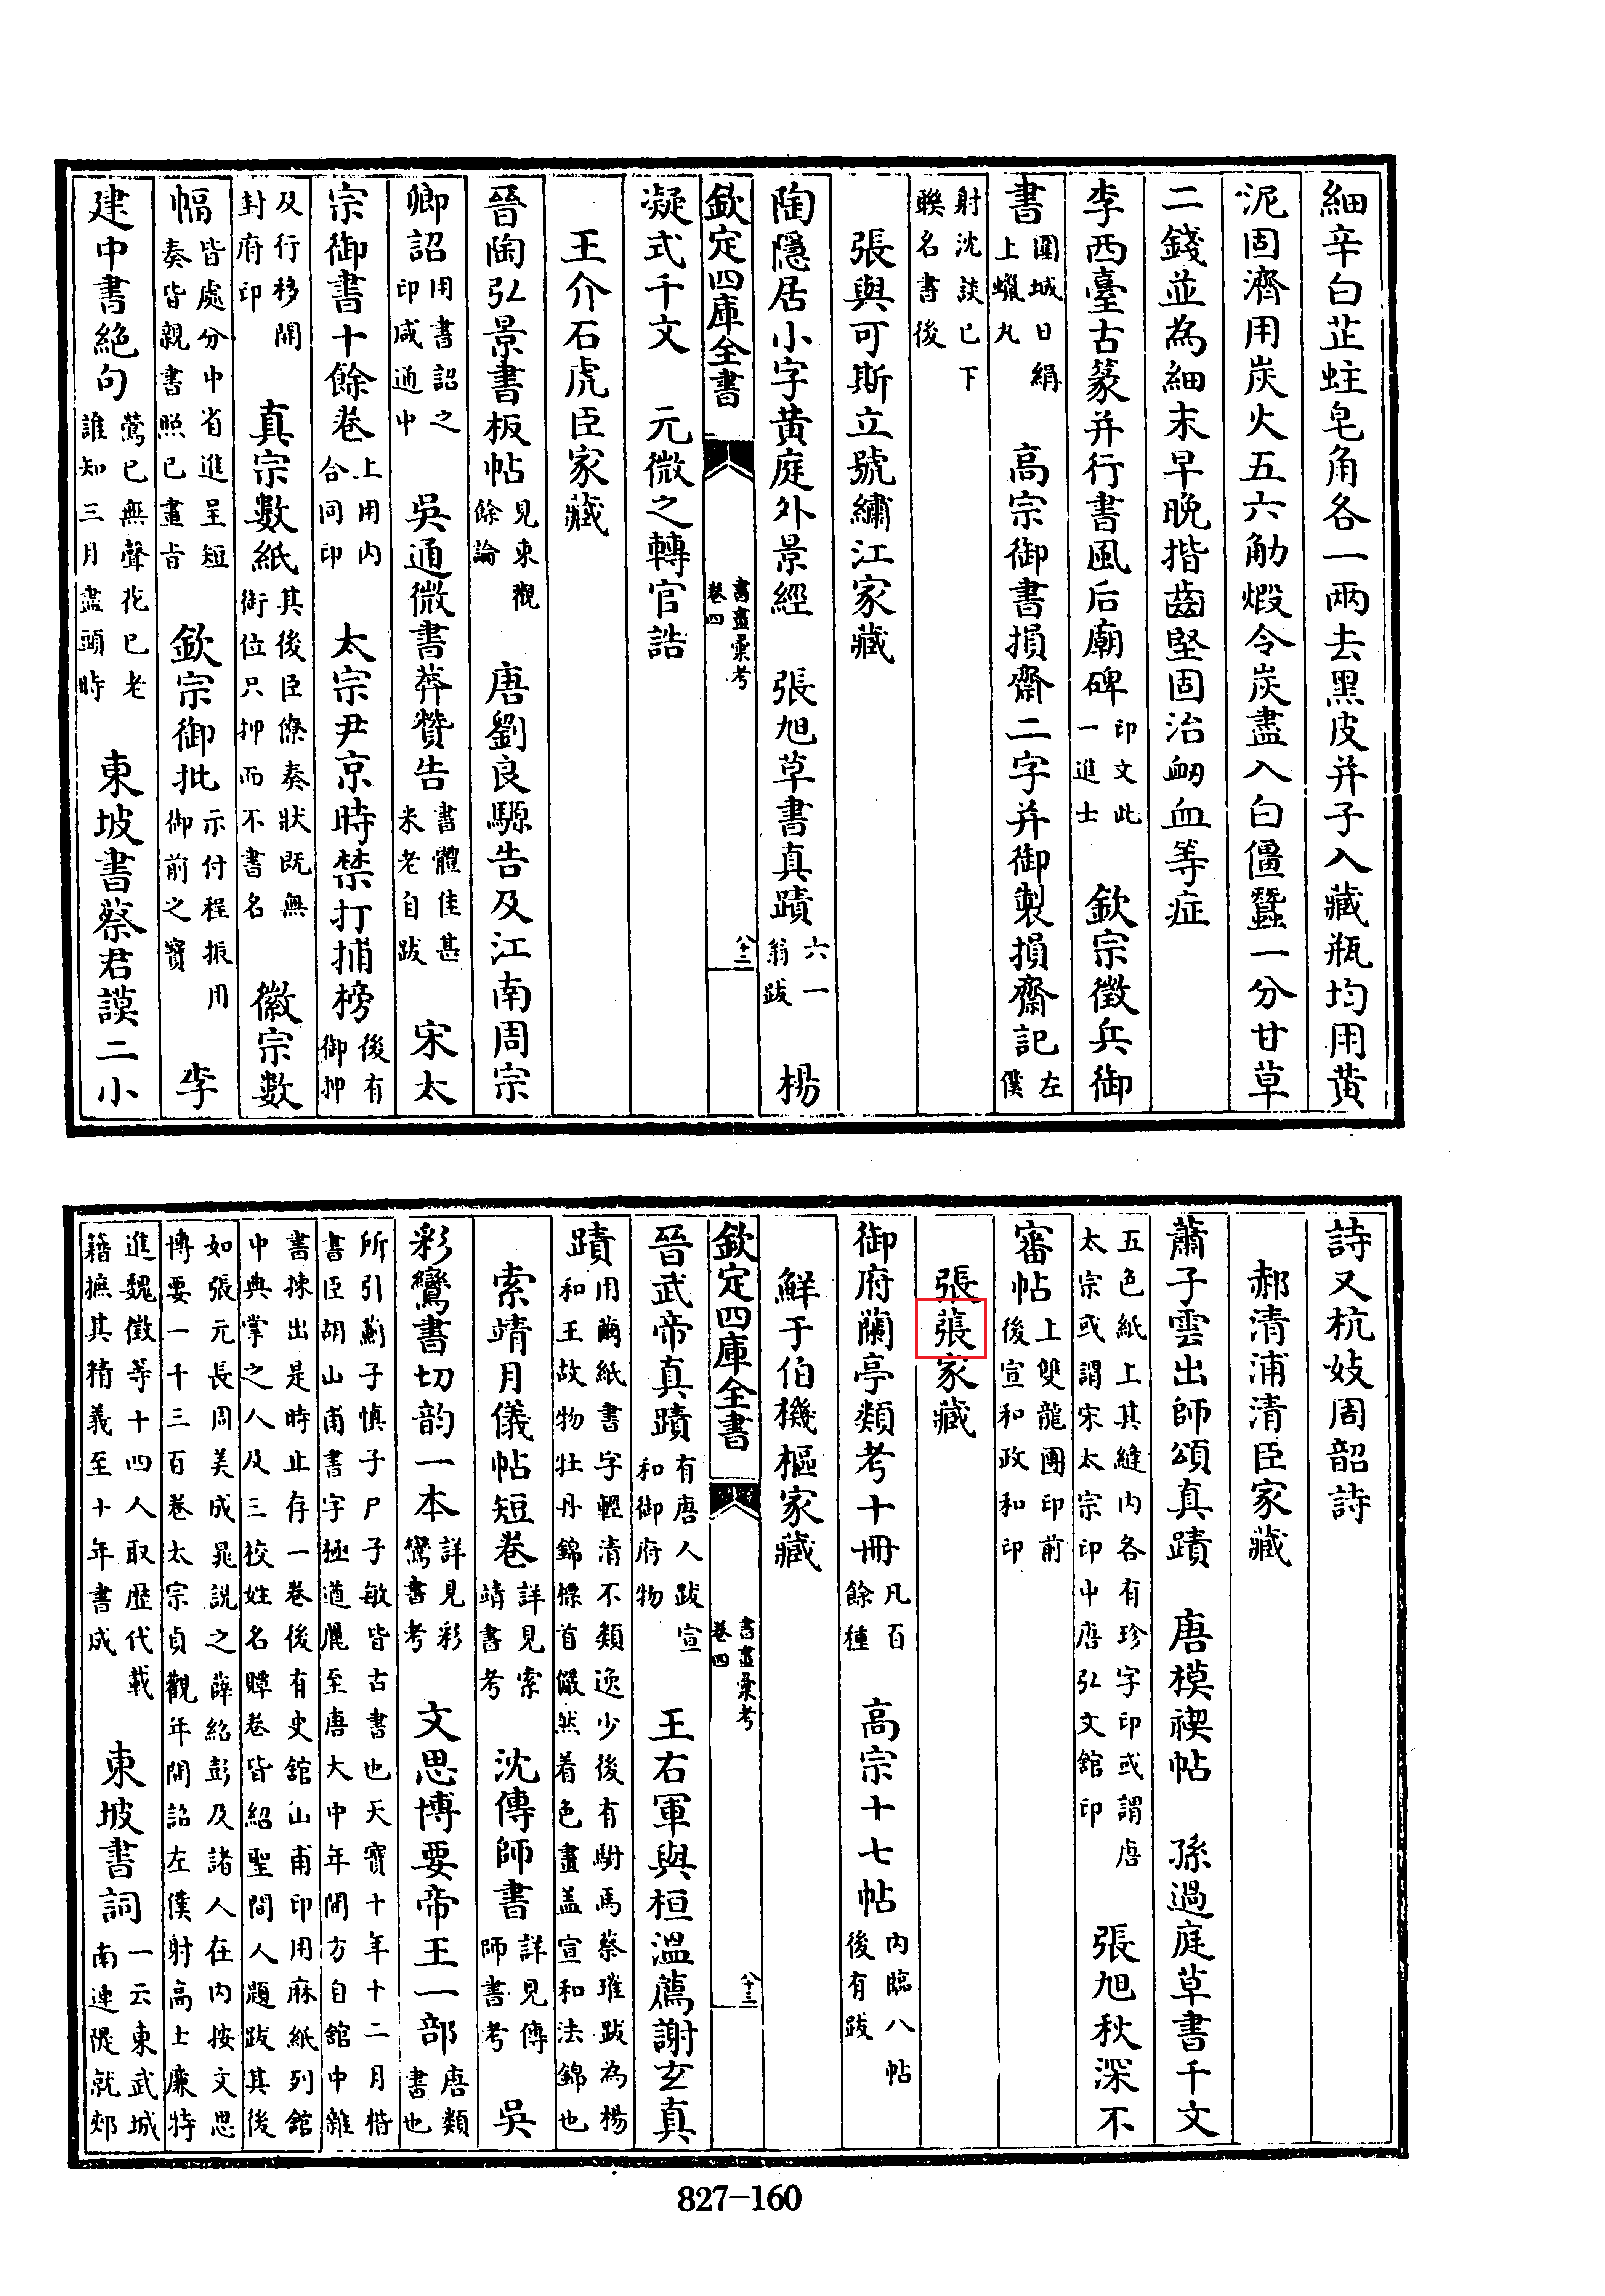 細辛白芷蛀皂角各一兩去黑皮并子入藏瓶均用黃
泥固濟用炭火五六觔煅令炭盡入白僵蠶一分甘草
二錢並為細末早晚揩齒堅固治衂血等症
李西臺古篆并行書風后廟碑印文此一進士 欽宗徵兵御
書圍城日絹上蠟丸 高宗御書損齋二字并御製損齋記左僕
射沈該已下聨名書後
張與可斯立號繡江家藏
陶隱居小字黃庭外景經 張旭草書真蹟六一翁跋 楊
欽定四庫全書 書畫彙考卷四 八十二
凝式千文 元微之轉官誥
王介石虎臣家藏
晉陶弘景書板帖見東觀餘論 唐劉良驟告及江南周宗
卿詔用書詔之印咸通中 吳通微書莽贊告書體佳甚米老自跋 宋太
宗御書十餘卷上用内合同印 太宗尹京時禁打捕榜後有御押
及行移開封府印 真宗數紙其後臣僚奏狀既無銜位只押而不書名 徽宗數
幅皆處分中省進呈短奏皆親書照已畫旨 欽宗御批示付程振用御前之寶 李
建中書絕句鶯已無聲花已老誰知三月盡頭時 東坡書蔡君謨二小
詩又杭妓周韶詩
郝清浦清臣家藏
蕭子雲出師頌真蹟 唐模禊帖 孫過庭草書千文
五色紙上其縫内各有珍字印或謂唐太宗或謂宋太宗印中唐弘文館印 張旭秋深不
審帖上雙龍團印前後宣和政和印
張家藏
御府蘭亭類考十冊凡百餘種 高宗十七帖内臨八帖後有跋
鮮于伯機樞家藏
欽定四庫全書 書畫彙考卷四 八十三
晉武帝真蹟有唐人跋宣和御府物 王右軍與桓溫薦謝玄真
蹟用繭紙書字輕清不類逸少後有駙馬蔡㻞跋為楊和王故物牡丹錦褾首儼然着色畫盖宣和法錦也
索靖月儀帖短卷詳見索靖書考 沈傳師書詳見傳師書考 吳
彩鸞書切韵一本詳見彩鸞書考 文思博要帝王一部唐類書也
所引劌子慎子尸子敏皆古書也天寶十年十二月楷書臣胡山甫書字極遒麗至唐大中年間方自館中雜
書揀出是時止存一卷後有史館山甫印用麻紙列館中典掌之人及三校姓名贉卷皆紹聖間人題跋其後
如張元長周美成晁說之薛紹彭及諸人在内按文思博要一千三百卷太宗貞觀年間詔左僕射高士廉特
進魏徵等十四人取歷代載籍摭其精義至十年書成 東坡書詞一云東武城南連隄就郟
827-160